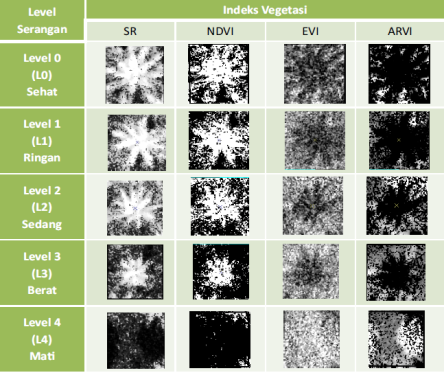 Level
Serangan
Indeks Vegetasi
SR NDVI EVI ARVI
Level 0
(L0)
Sehat
Level 1
(L1)
Ringan
Level 2
(L2)
Sedang
Level 3
(L3)
Berat
Level 4
(L4)
Mati